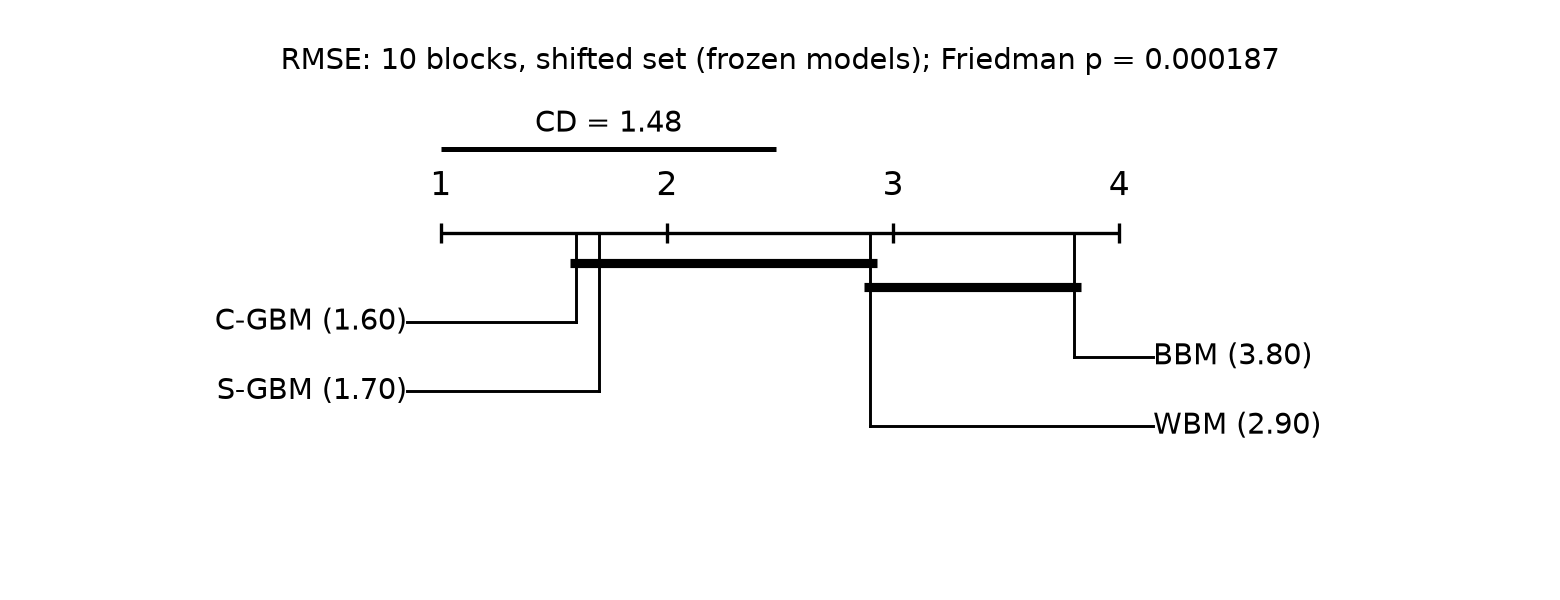 RMSE: 10 blocks, shifted set (frozen models); Friedman p = 0.000187
CD = 1.48
1 2 3 4
C-GBM (1.60)
BBM (3.80)
S-GBM (1.70)
WBM (2.90)